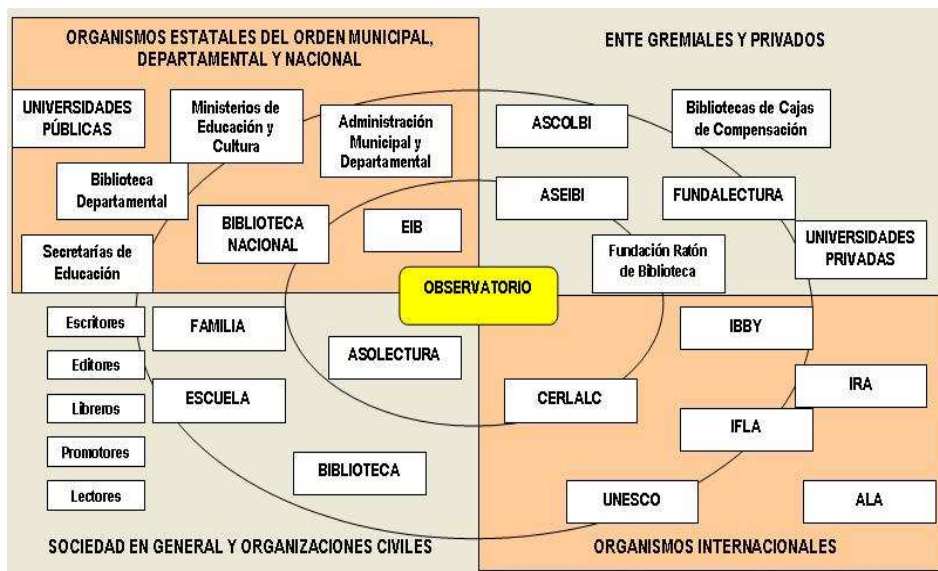 ORGANISMOS ESTATALES DEL ORDEN MUNICIPAL,
DEPARTAMENTAL Y NACIONAL
UNIVERSIDADES
PÚBLICAS
Ministerios de
Educación y
Cultura
Administración
Municipal y
Departamental
Biblioteca
Departamental
BIBLIOTECA
NACIONAL
EIB
Secretarías de
Educación
ENTE GREMIALES Y PRIVADOS
ASCOLBI
Bibliotecas de Cajas
de Compensación
ASEIBI
FUNDALECTURA
Fundación Ratón
de Biblioteca
UNIVERSIDADES
PRIVADAS
OBSERVATORIO
Escritores
Editores
Libreros
Promotores
Lectores
FAMILIA
ESCUELA
ASOLECTURA
BIBLIOTECA
SOCIEDAD EN GENERAL Y ORGANIZACIONES CIVILES
IBBY
IRA
CERLALC
IFLA
UNESCO
ALA
ORGANISMOS INTERNACIONALES